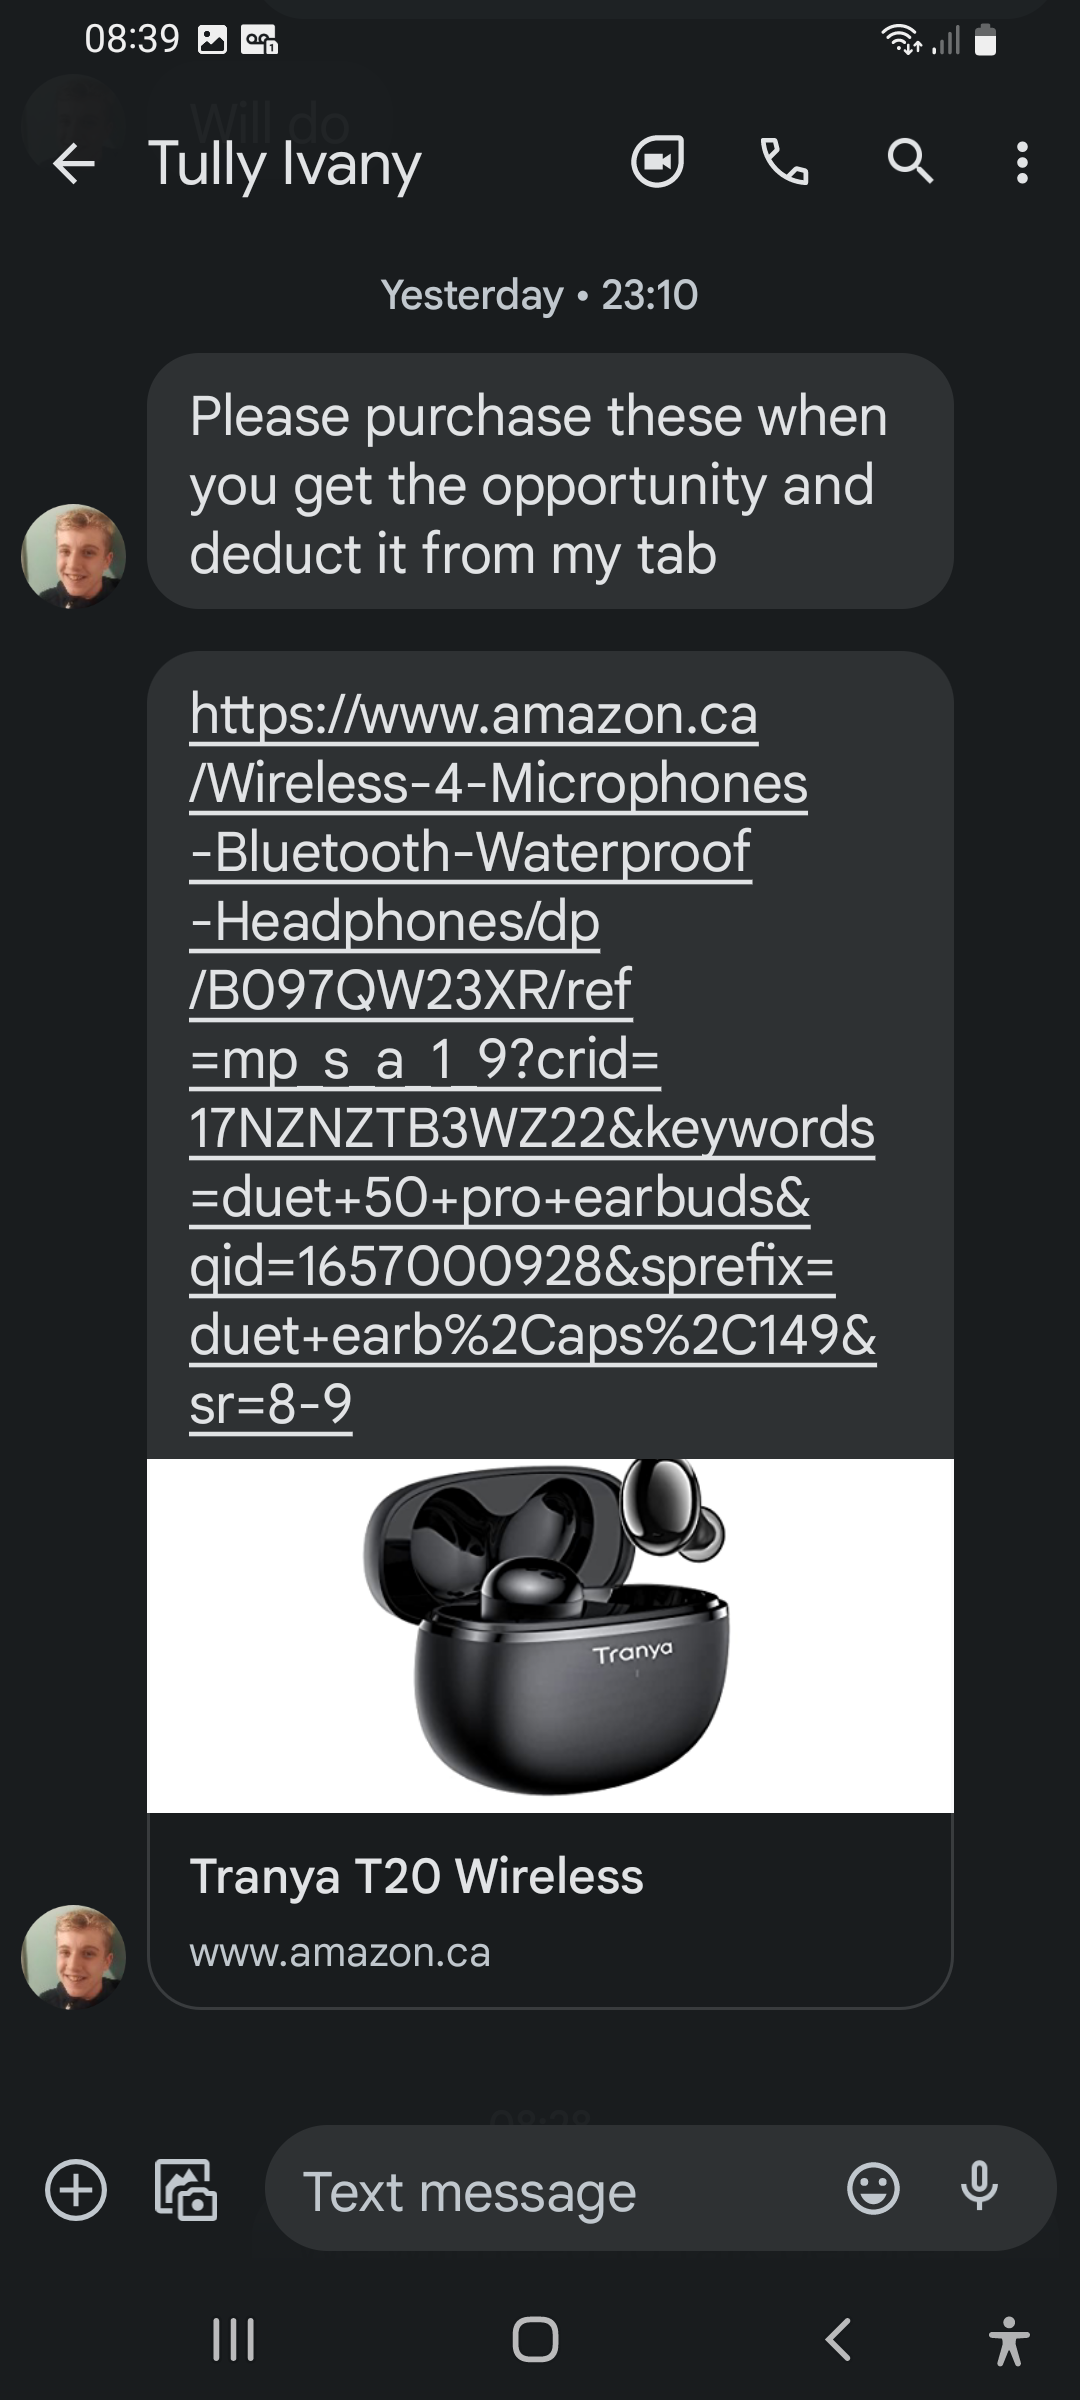 08:39
Will do
Tully Ivany
Yesterday • 23:10
Please purchase these when
you get the opportunity and
deduct it from my tab
https://www.amazon.ca
/Wireless-4-Microphones
-Bluetooth-Waterproof
-Headphones/dp
/B097QW23XR/ref
=mp_s_a_1_9?crid=
17NZNZTB3WZ22&keywords
=duet+50+pro+earbuds&
qid=1657000928&sprefix=
duet+earb%2Caps%2C149&
sr=8-9
Tranya
Tranya T20 Wireless
www.amazon.ca
Text message